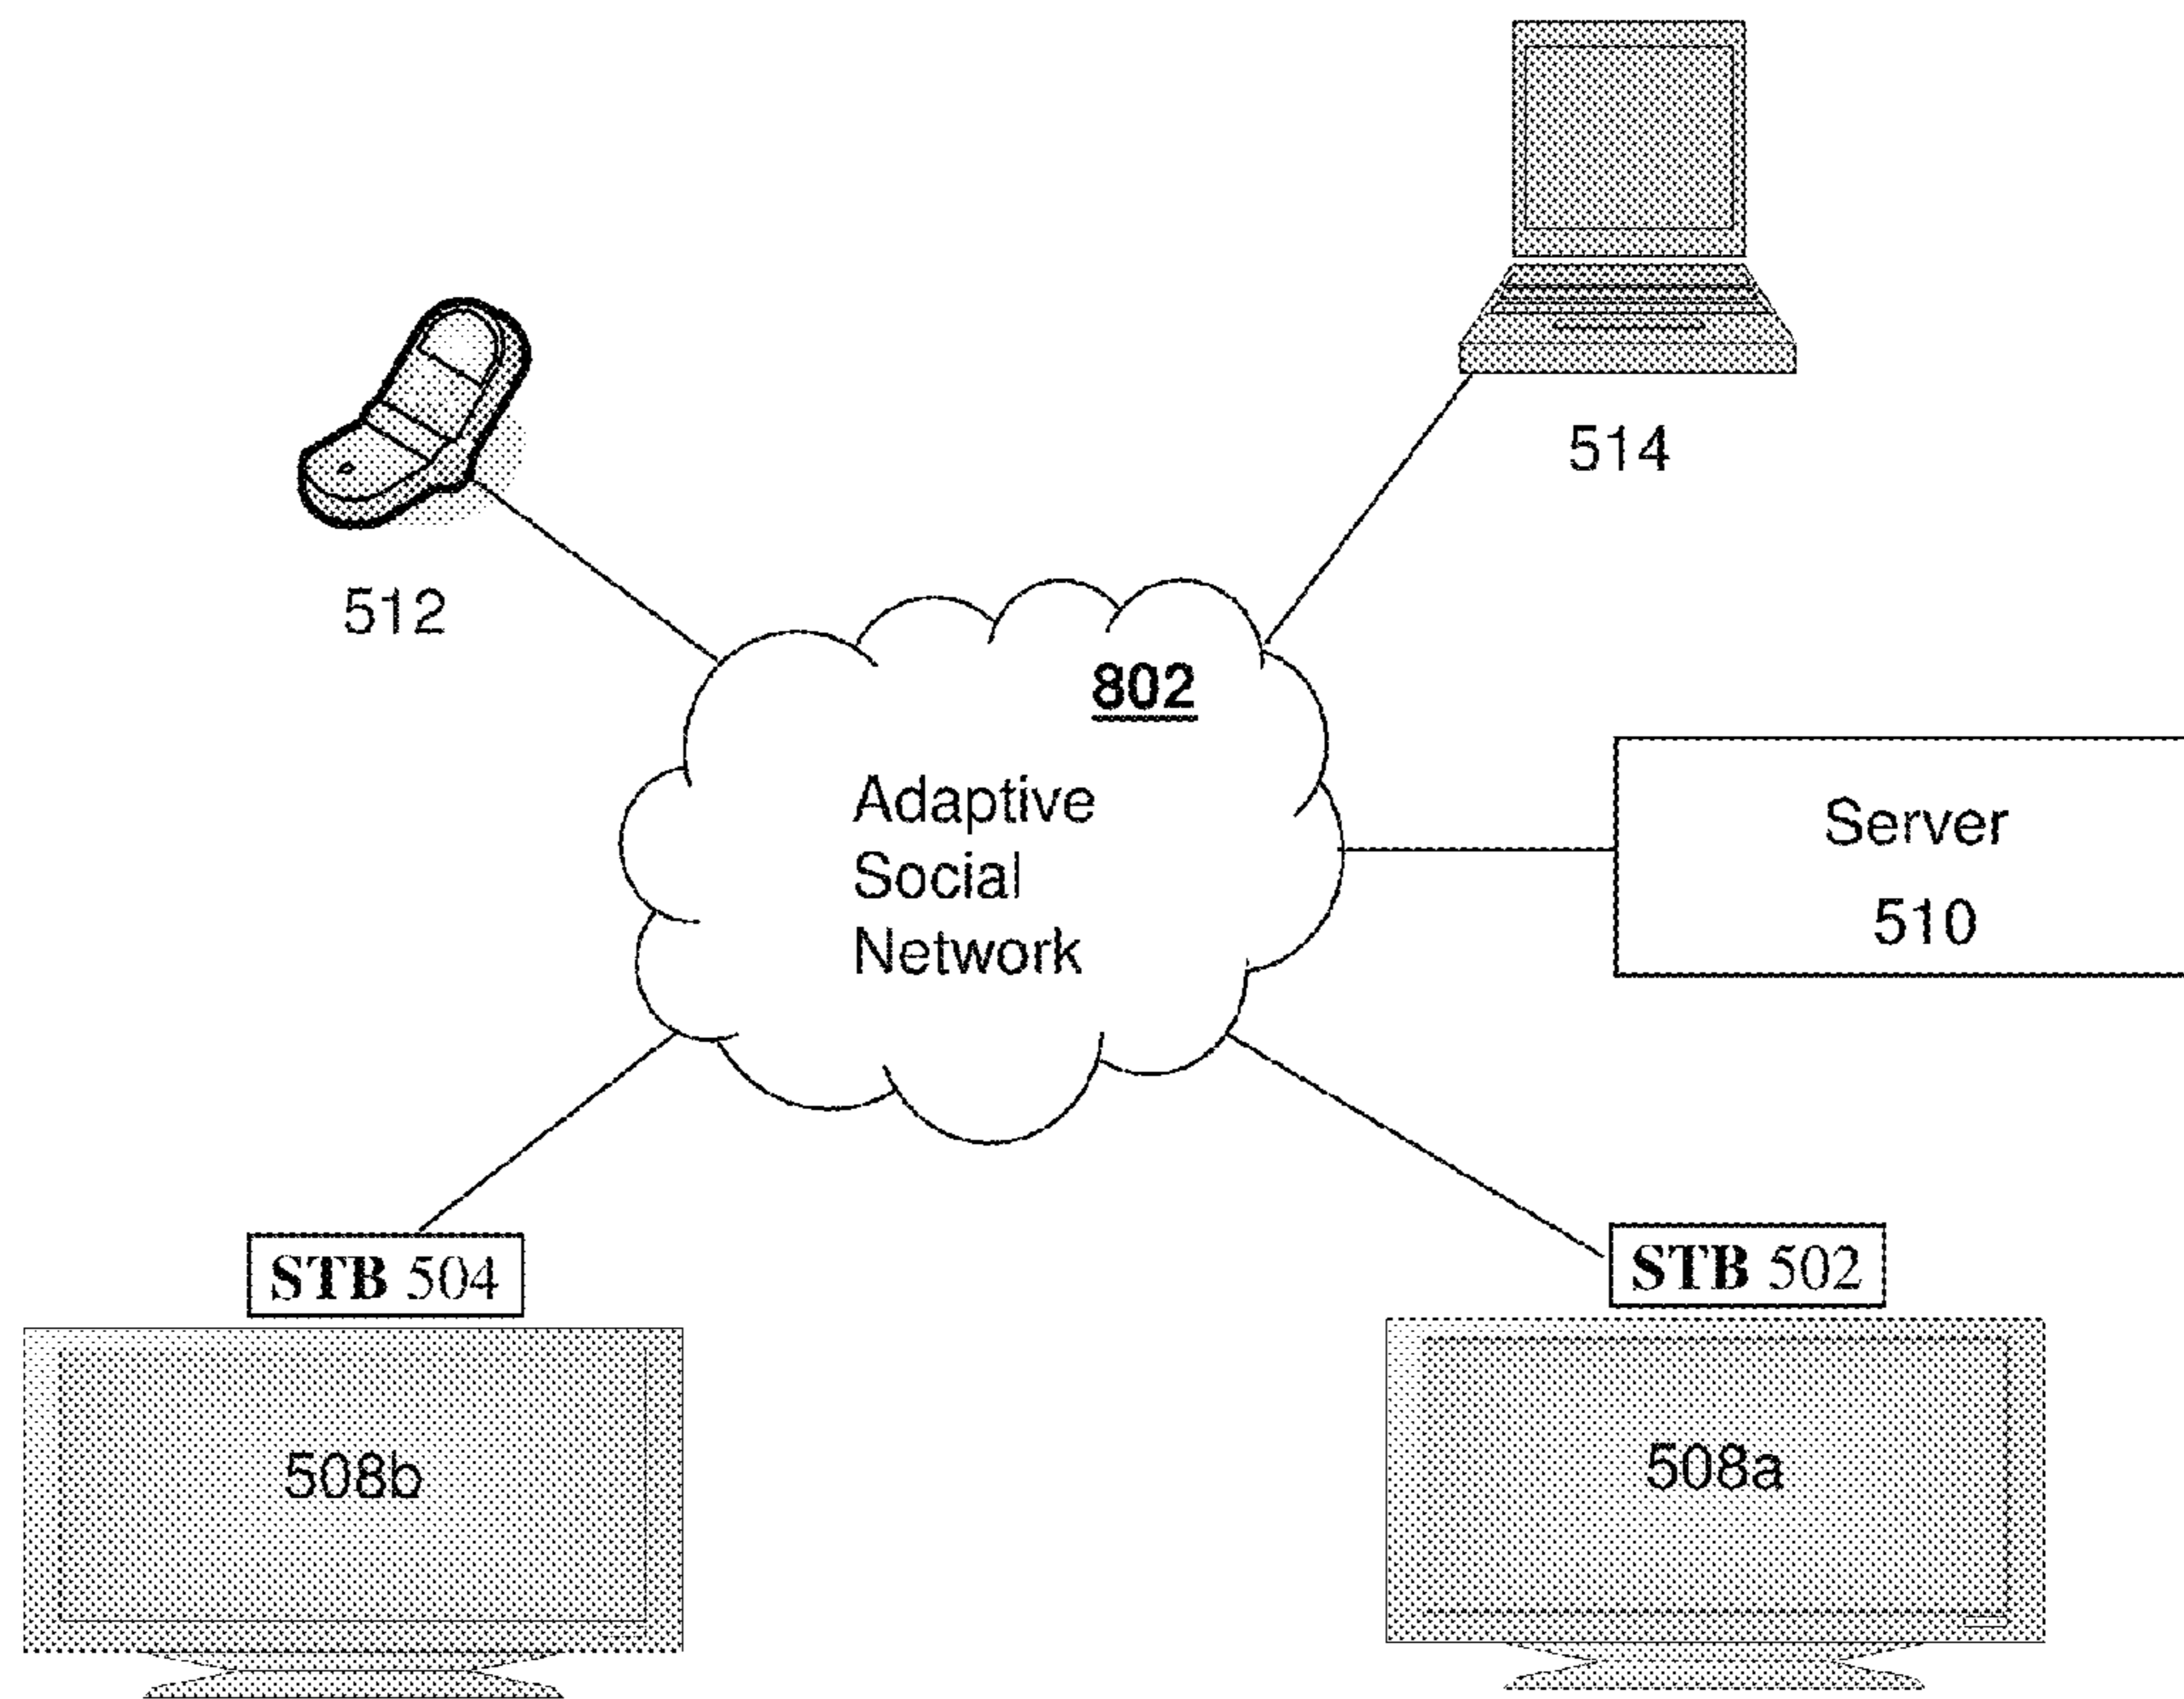 514
512
802
Adaptive
Social
Network
Server
510
STB 504
STB 502
508b
508a